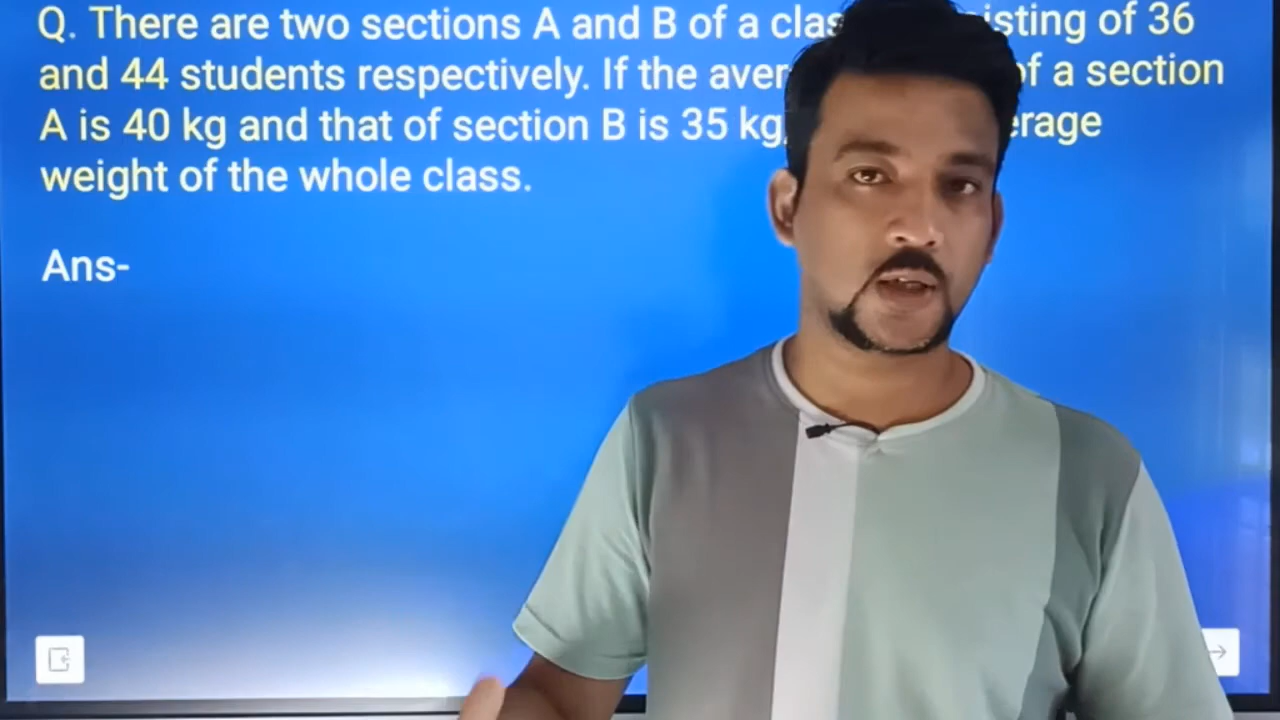 Q. There are two sections A and B of a clas isting of 36
and 44 students respectively. If the aver of a section
A is 40 kg and that of section B is 35 kg, erage
weight of the whole class.
Ans-